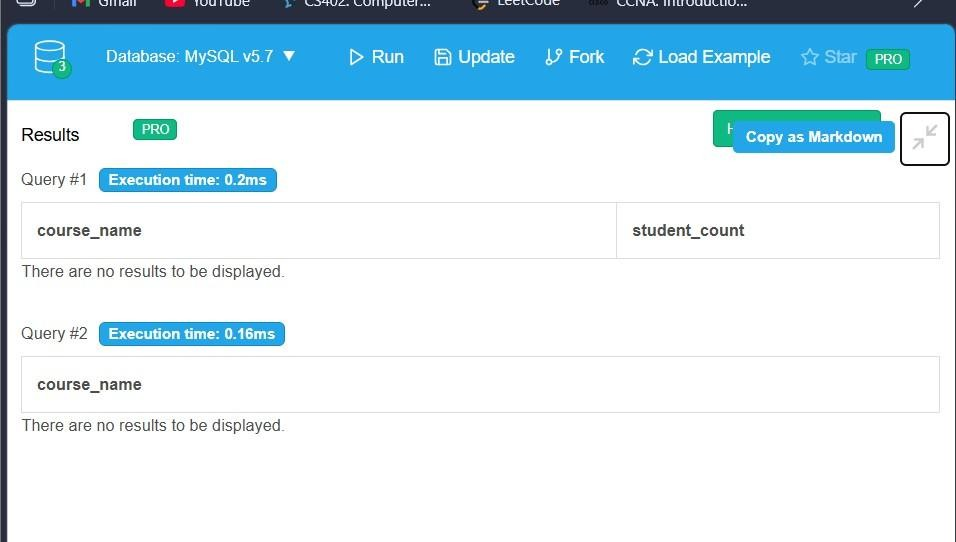 Gmail YouTube CS402: Computer... LeetCode CCNA: Introductio...
3 Database: MySQL v5.7 ▼ Run Update Fork Load Example Star PRO
Results PRO H Copy as Markdown
Query #1 Execution time: 0.2ms
course_name student_count
There are no results to be displayed.
Query #2 Execution time: 0.16ms
course_name
There are no results to be displayed.